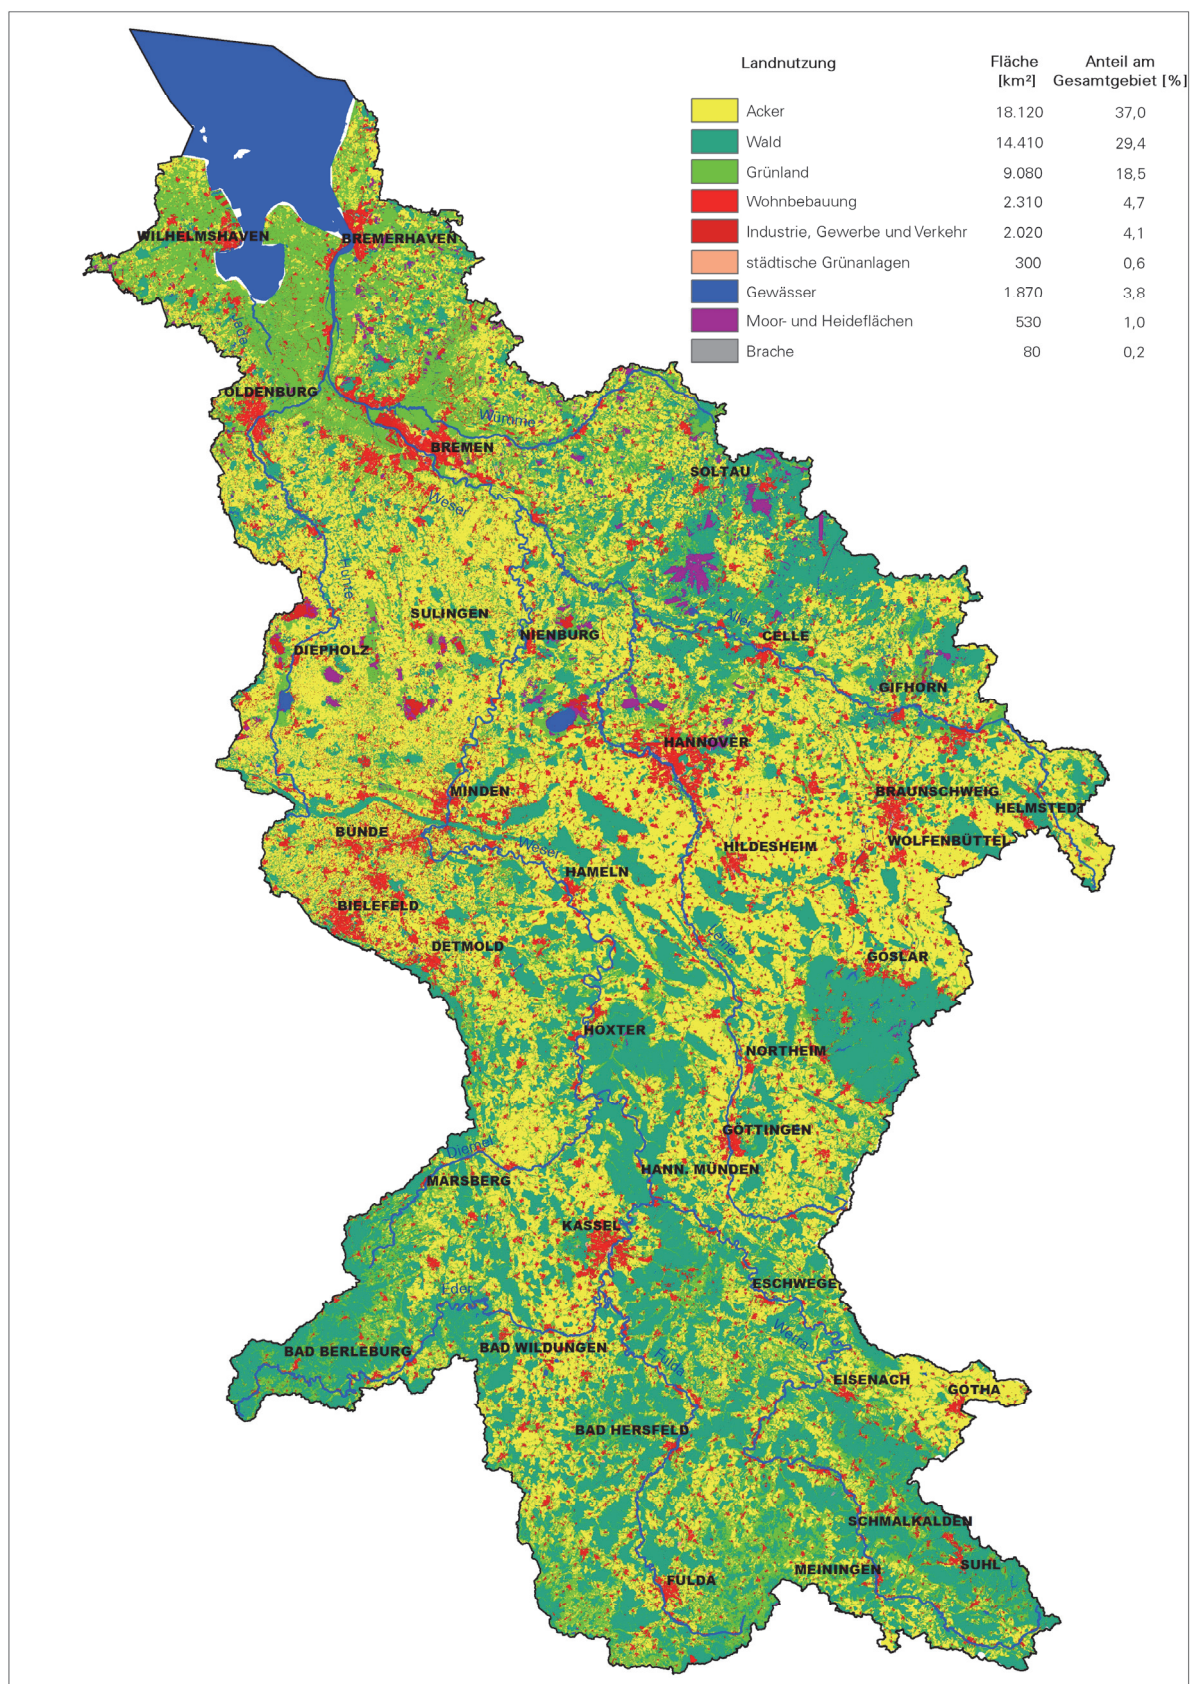 Landnutzung Fläche Anteil am
[km²] Gesamtgebiet [%]
Acker 18.120 37,0
Wald 14.410 29,4
Grünland 9.080 18,5
Wohnbebauung 2.310 4,7
Industrie, Gewerbe und Verkehr 2.020 4,1
städtische Grünanlagen 300 0,6
Gewässer 1.870 3,8
Moor- und Heideflächen 530 1,0
Brache 80 0,2
WILHELMSHAVEN
BREMERHAVEN
Jade
OLDENBURG
Wümme
BREMEN
SOLTAU
Weser
Hunte
SULINGEN
Aller
NIENBURG
CELLE
DIEPHOLZ
GIFHORN
HANNOVER
MINDEN
BRAUNSCHWEIG
HELMSTEDT
BÜNDE
WOLFENBÜTTEL
Weser
HILDESHEIM
HAMELN
BIELEFELD
DETMOLD
Leine
GOSLAR
HÖXTER
NORTHEIM
GÖTTINGEN
Diemel
HANN. MÜNDEN
MARSBERG
KASSEL
ESCHWEGE
Eder
Werra
BAD BERLEBURG
BAD WILDUNGEN
Fulda
EISENACH
GOTHA
BAD HERSFELD
SCHMALKALDEN
SUHL
MEININGEN
FULDA